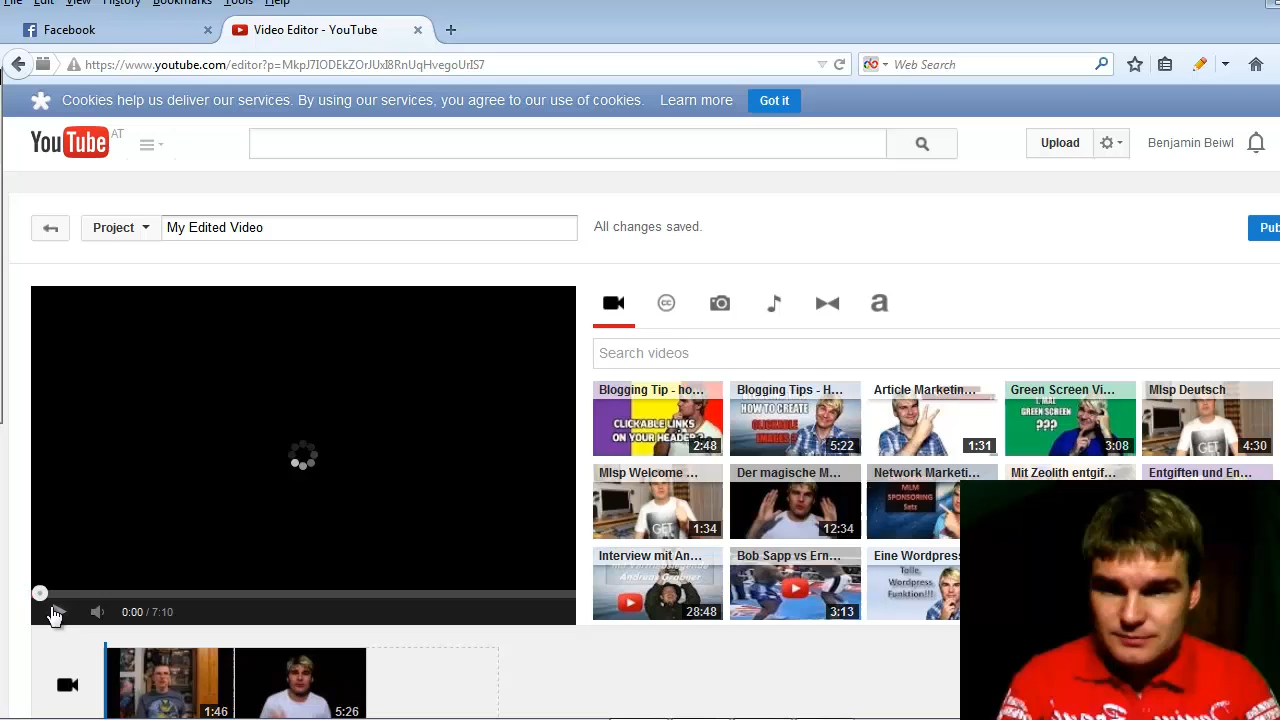 File Edit View History Bookmarks Tools Help
Facebook
Video Editor - YouTube
https://www.youtube.com/editor?p=MkpJ7IODEkZOrJUxI8RnUqHvegoUrIS7
Web Search
Cookies help us deliver our services. By using our services, you agree to our use of cookies. Learn more Got it
YouTube AT
Upload
Benjamin Beiwl
Project
My Edited Video
All changes saved.
Pub
Search videos
Blogging Tip - ho...
CLICKABLE LINKS
ON YOUR HEADER
2:48
Blogging Tips - H...
HOW TO CREATE
CLICKABLE
IMAGES
5:22
Article Marketin...
1:31
Green Screen Vi...
GREEN SCREEN
???
3:08
Mlsp Deutsch
GET
4:30
Mlsp Welcome ...
GET
1:34
Der magische M...
12:34
Network Marketi...
MLM
SPONSORING
Mit Zeolith entgif...
Entgiften und En...
Interview mit An...
Andreas Grabner
28:48
Bob Sapp vs Ern...
3:13
Eine Wordpress
Tolle
Wordpress
Funktion!!!
0:00 / 7:10
1:46
5:26